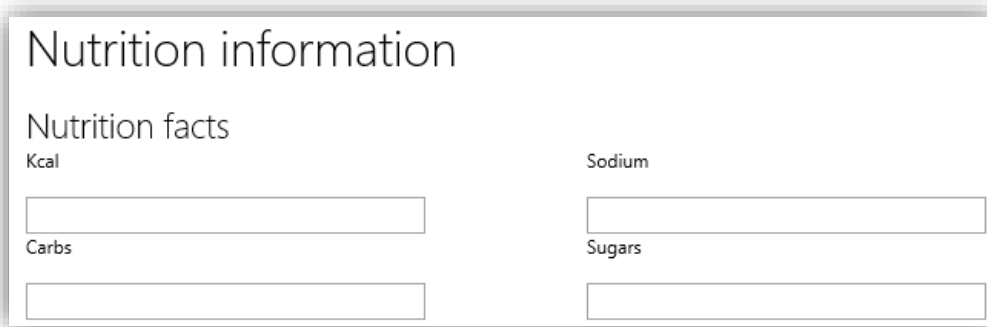 Nutrition information
Nutrition facts
Kcal Sodium
Carbs Sugars